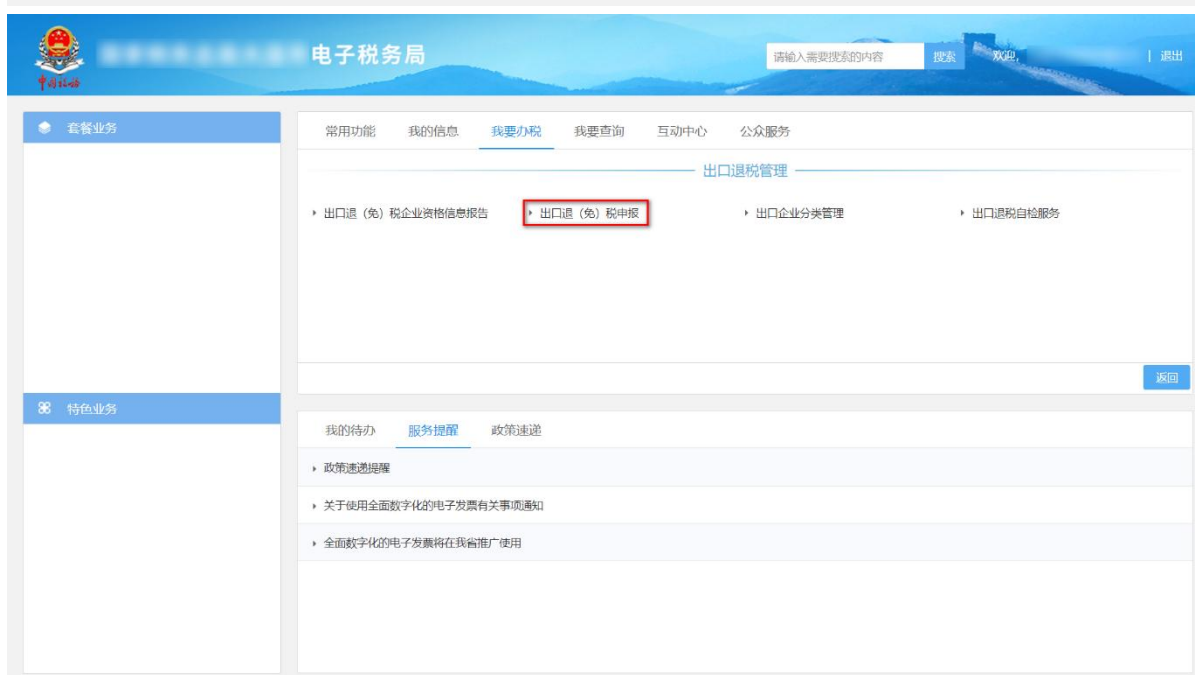 中国税务
电子税务局
请输入需要搜索的内容 搜索 欢迎, | 退出
套餐业务
常用功能 我的信息 我要办税 我要查询 互动中心 公众服务
出口退税管理
出口退（免）税企业资格信息报告 出口退（免）税申报 出口企业分类管理 出口退税自检服务
返回
特色业务
我的待办 服务提醒 政策速递
政策速递提醒
关于使用全面数字化的电子发票有关事项通知
全面数字化的电子发票将在我省推广使用